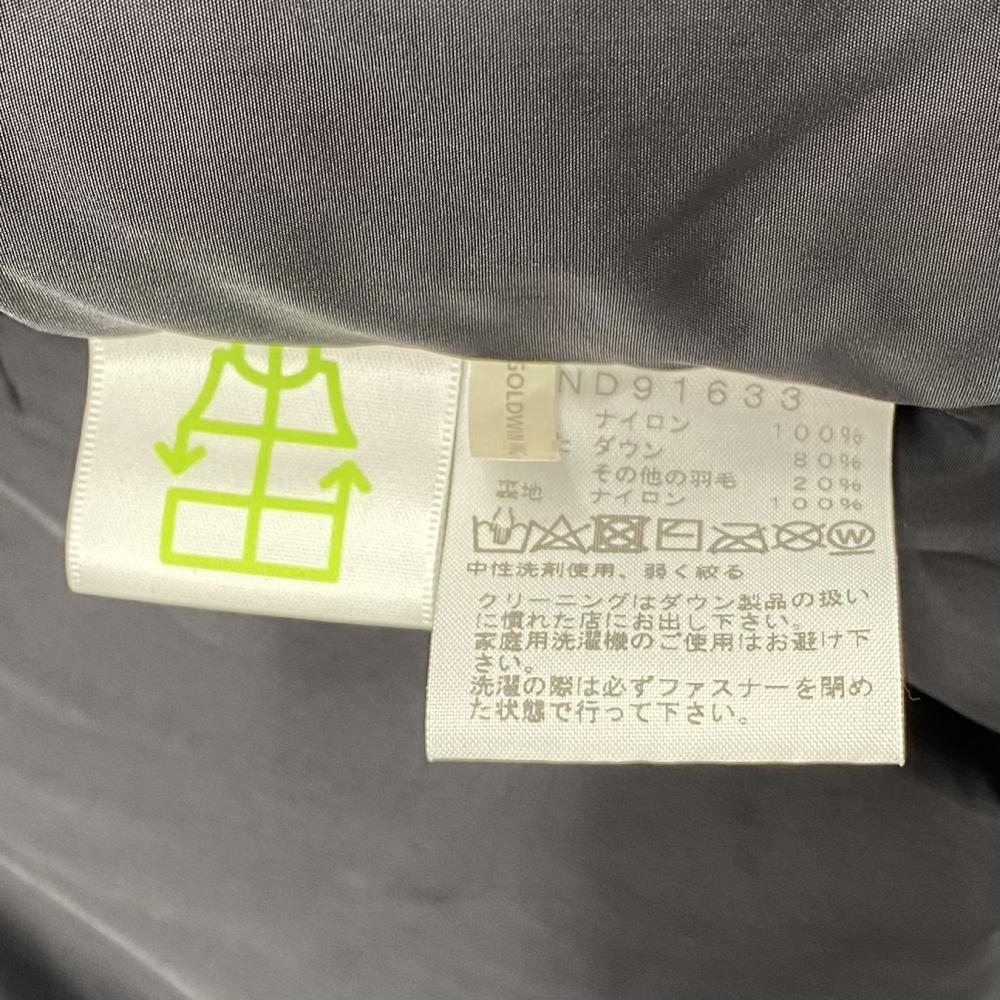 GOLDWIN
ND91633
ナイロン 100%
ダウン 80%
その他の羽毛 20%
地 ナイロン 100%
W
中性洗剤使用、弱く絞る
クリーニングはダウン製品の扱い
に慣れた店にお出し下さい。
家庭用洗濯機のご使用はお避け下
さい。
洗濯の際は必ずファスナーを閉め
た状態で行って下さい。